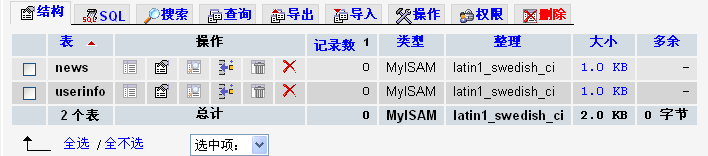 结构 SQL 搜索 查询 导出 导入 操作 权限 删除
表 操作 记录数 1 类型 整理 大小 多余
news 0 MyISAM latin1_swedish_ci 1.0 KB -
userinfo 0 MyISAM latin1_swedish_ci 1.0 KB -
2 个表 总计 0 MyISAM latin1_swedish_ci 2.0 KB 0 字节
全选 / 全不选 选中项: